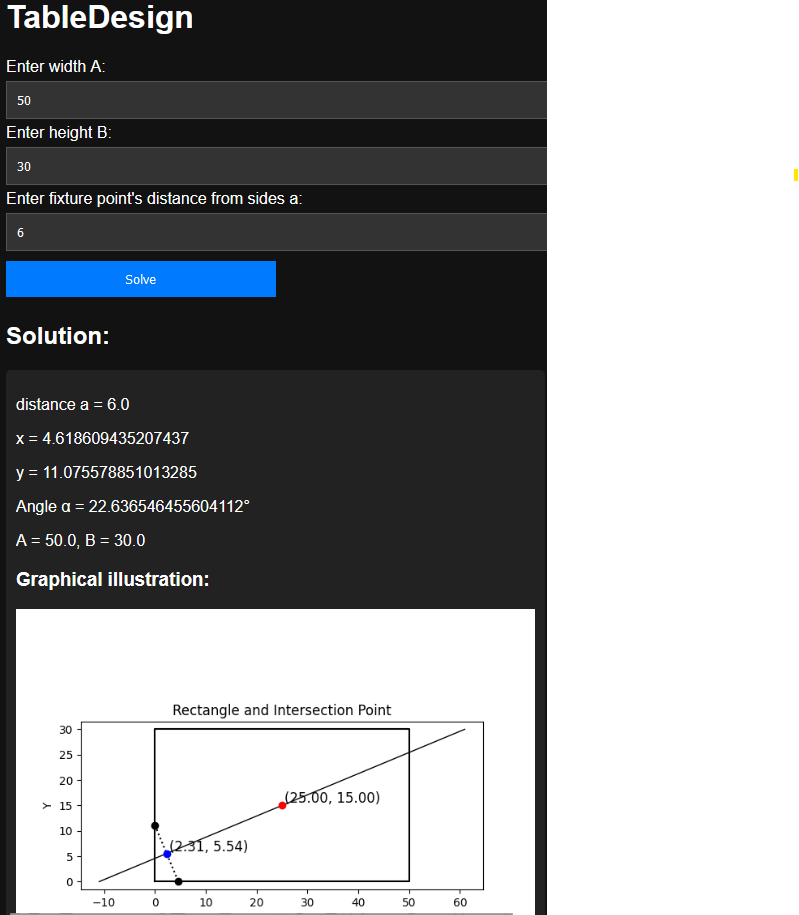 TableDesign
Enter width A:
50
Enter height B:
30
Enter fixture point's distance from sides a:
6
Solve
Solution:
distance a = 6.0
x = 4.618609435207437
y = 11.075578851013285
Angle α = 22.636546455604112°
A = 50.0, B = 30.0
Graphical illustration:
Rectangle and Intersection Point
30
25
20
15
10
5
0
Y
(25.00, 15.00)
(2.31, 5.54)
−10 0 10 20 30 40 50 60